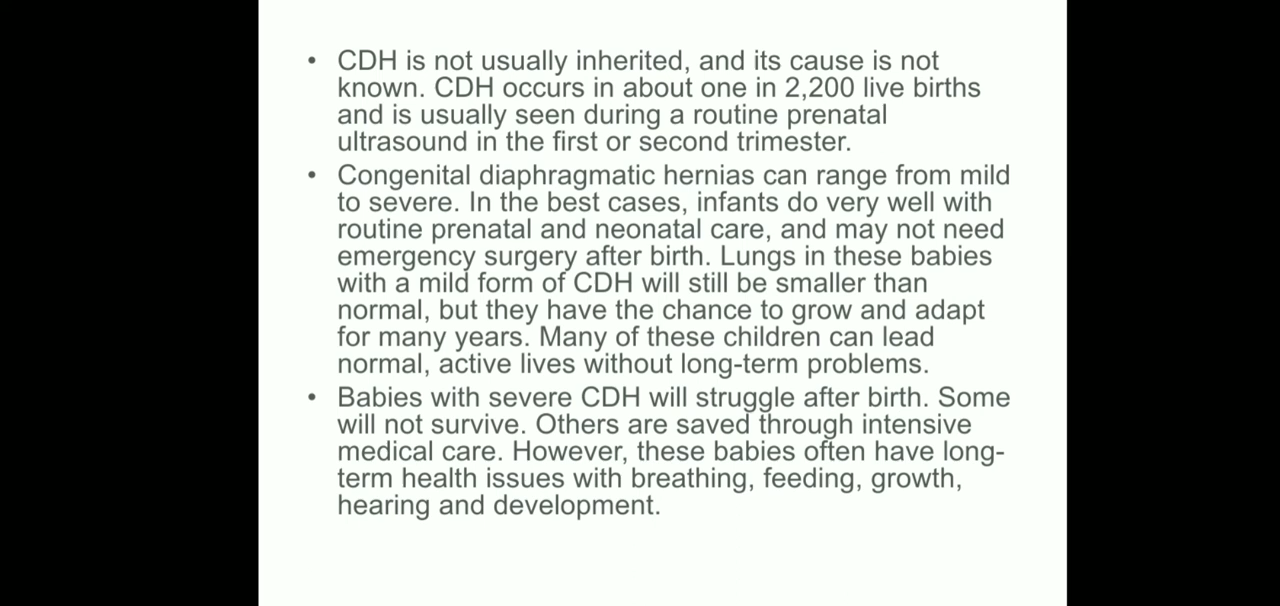 • CDH is not usually inherited, and its cause is not
known. CDH occurs in about one in 2,200 live births
and is usually seen during a routine prenatal
ultrasound in the first or second trimester.
• Congenital diaphragmatic hernias can range from mild
to severe. In the best cases, infants do very well with
routine prenatal and neonatal care, and may not need
emergency surgery after birth. Lungs in these babies
with a mild form of CDH will still be smaller than
normal, but they have the chance to grow and adapt
for many years. Many of these children can lead
normal, active lives without long-term problems.
• Babies with severe CDH will struggle after birth. Some
will not survive. Others are saved through intensive
medical care. However, these babies often have long-
term health issues with breathing, feeding, growth,
hearing and development.